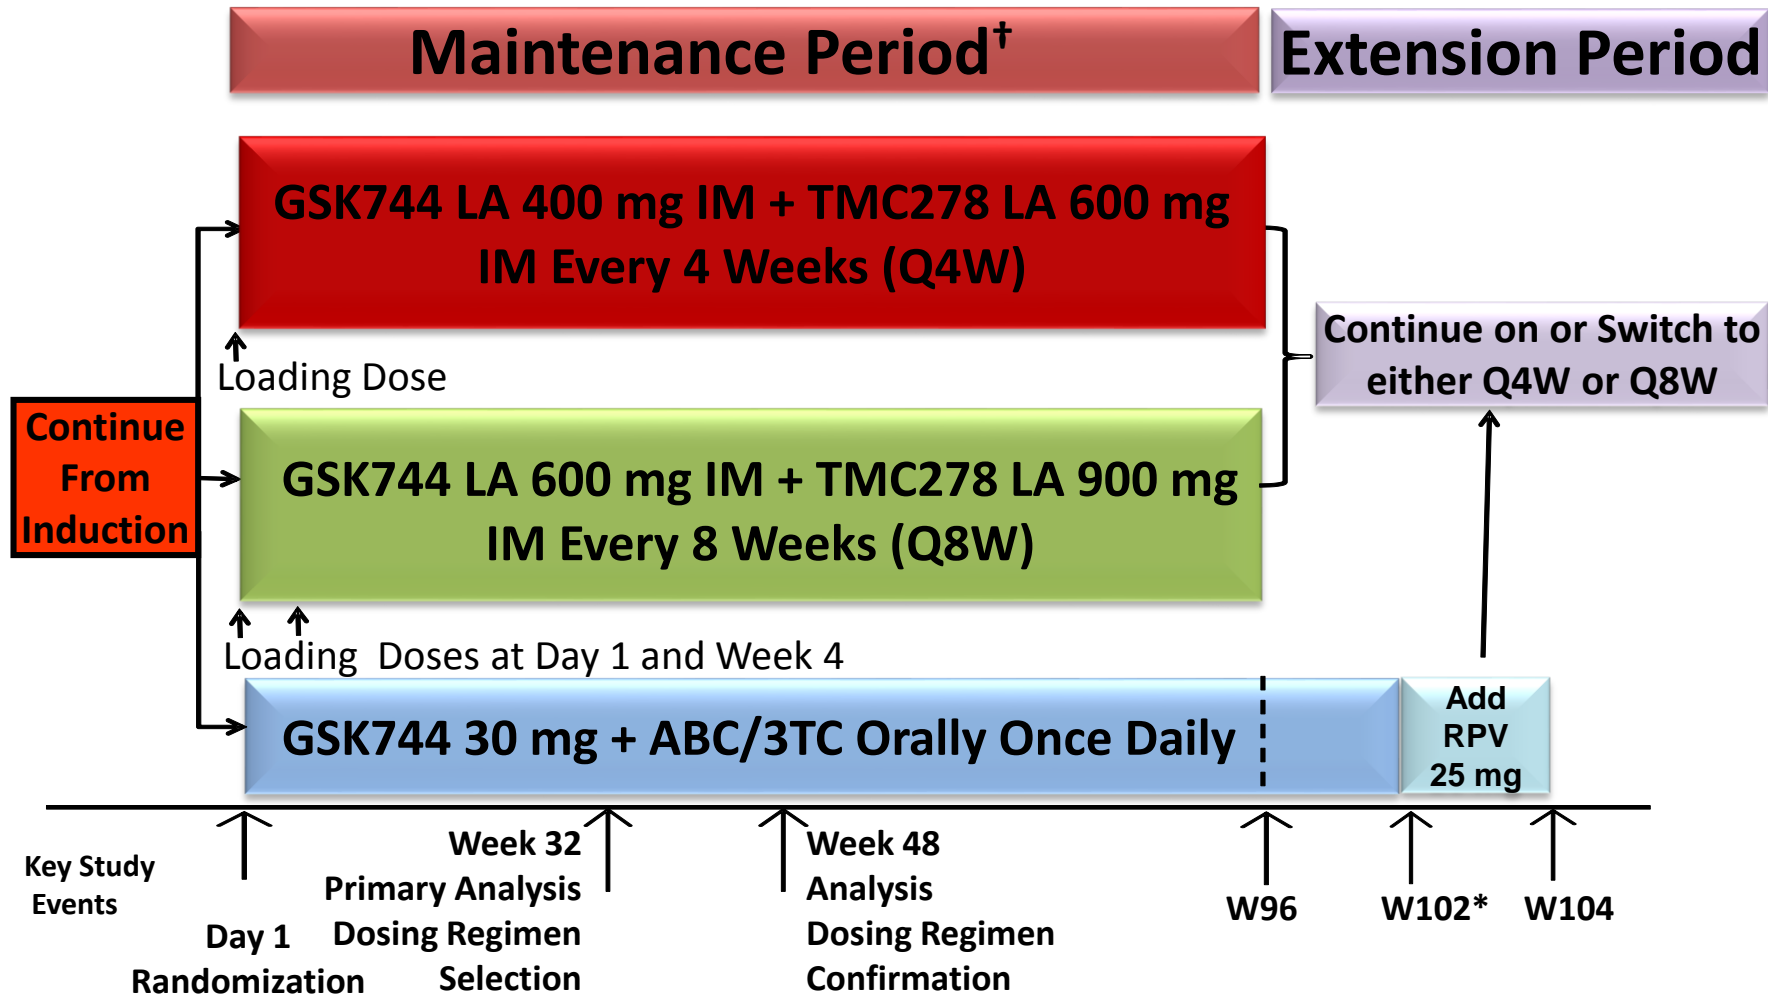 Maintenance Period†
Extension Period
GSK744 LA 400 mg IM + TMC278 LA 600 mg
IM Every 4 Weeks (Q4W)
Loading Dose
Continue on or Switch to
either Q4W or Q8W
Continue
From
Induction
GSK744 LA 600 mg IM + TMC278 LA 900 mg
IM Every 8 Weeks (Q8W)
Loading Doses at Day 1 and Week 4
GSK744 30 mg + ABC/3TC Orally Once Daily
Add
RPV
25 mg
Key Study
Events
Day 1
Randomization
Week 32
Primary Analysis
Dosing Regimen
Selection
Week 48
Analysis
Dosing Regimen
Confirmation
W96
W102*
W104